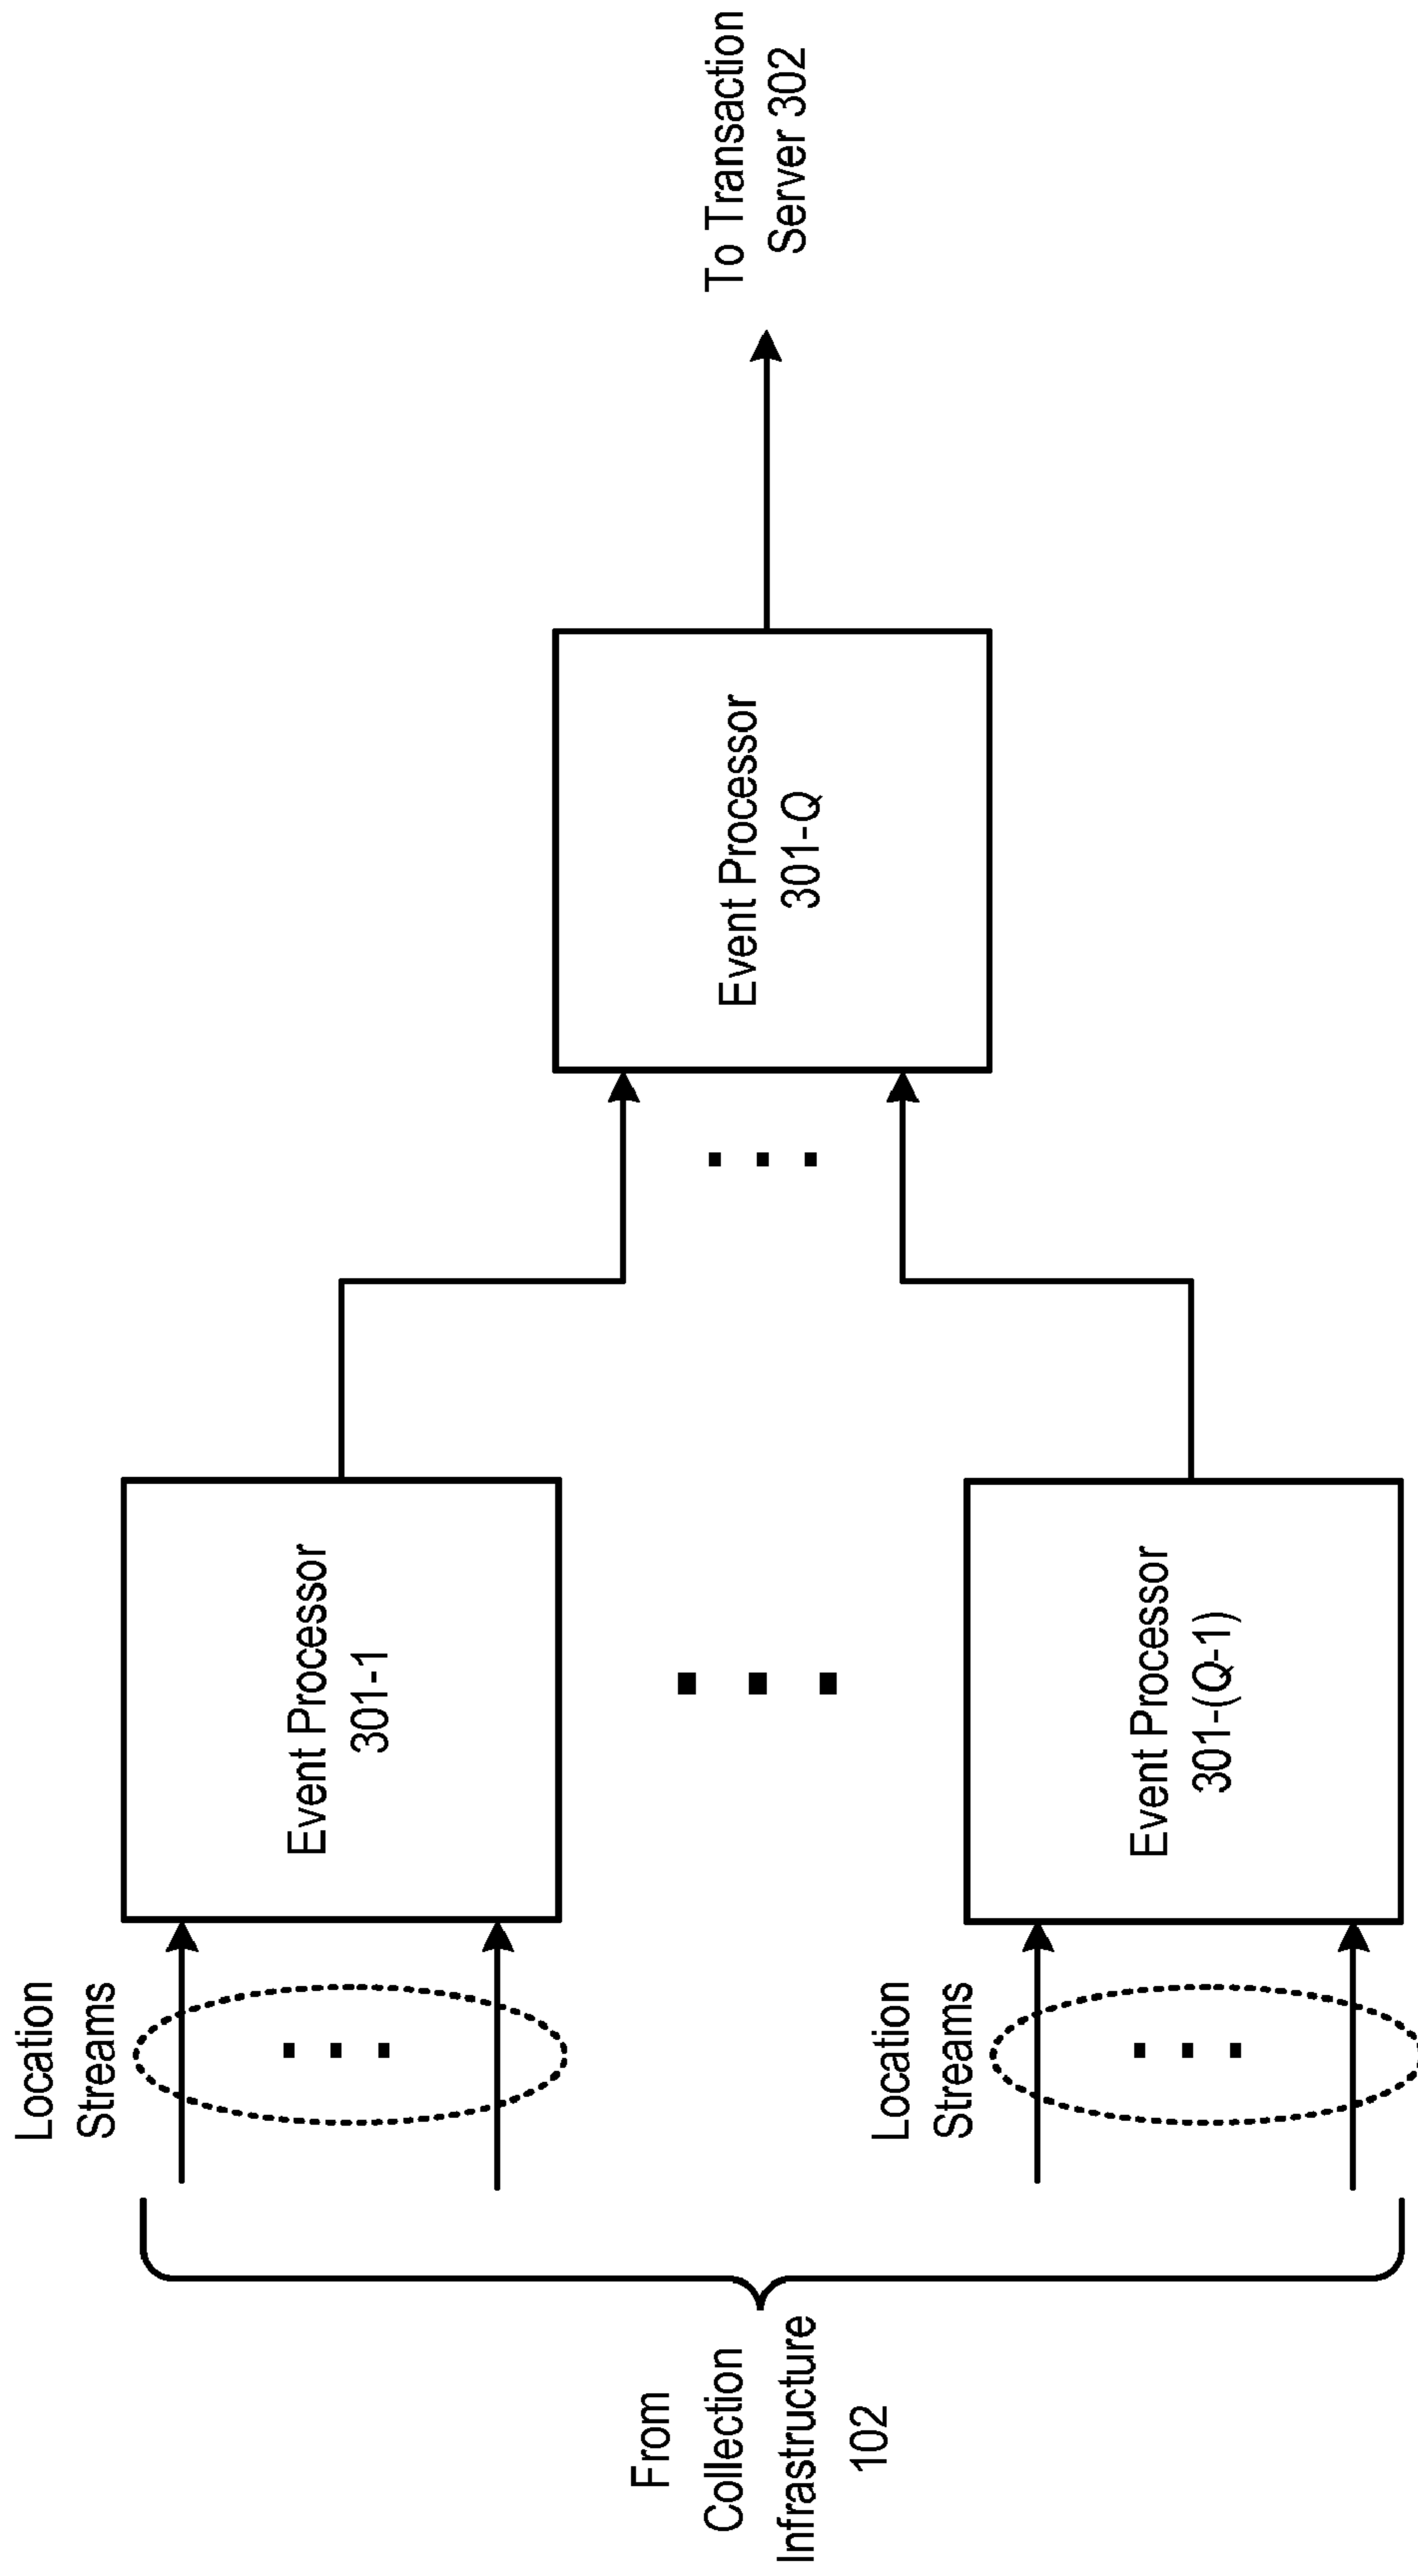 Location
Streams
Event Processor
301-1
From
Collection
Infrastructure
102
Event Processor
301-Q
To Transaction
Server 302
Location
Streams
Event Processor
301-(Q-1)